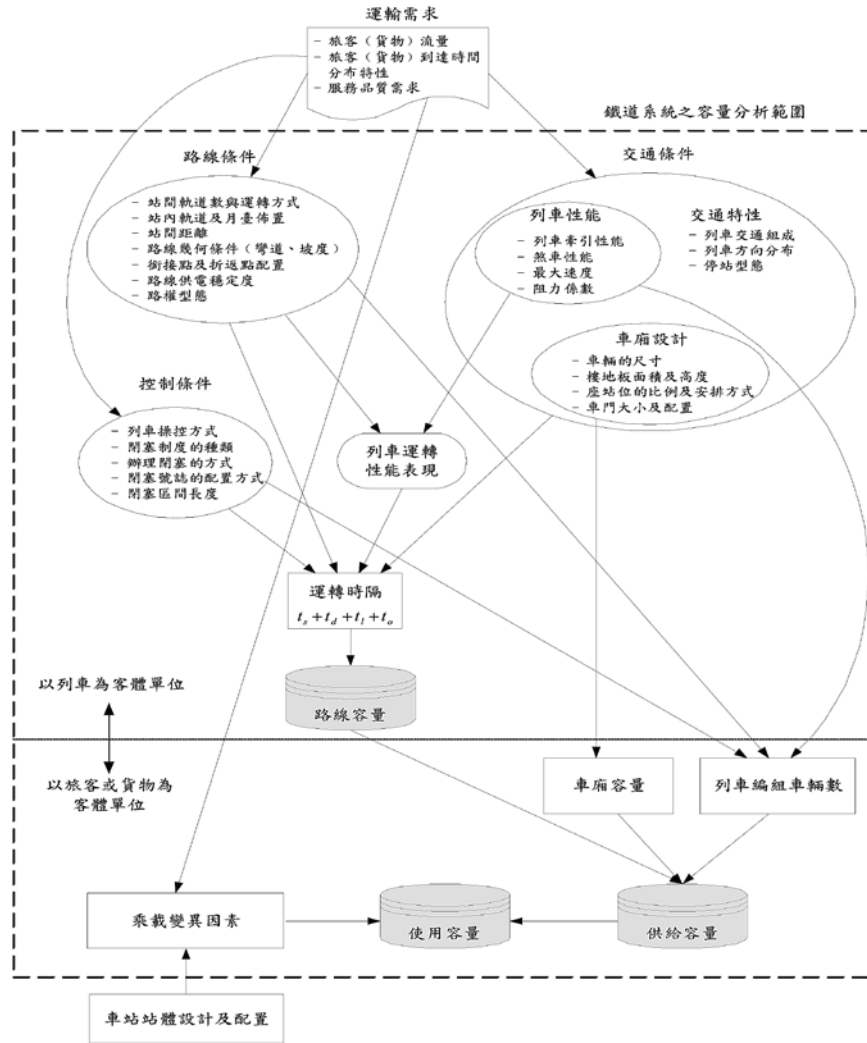 運輸需求
– 旅客（貨物）流量
– 旅客（貨物）到達時間
分布特性
– 服務品質需求
鐵道系統之容量分析範圍
路線條件
– 站間軌道數與運轉方式
– 站內軌道及月臺佈置
– 站間距離
– 路線幾何條件（彎道、坡度）
– 銜接點及折返點配置
– 路線供電穩定度
– 路權型態
交通條件
列車性能
– 列車牽引性能
– 煞車性能
– 最大速度
– 阻力係數
交通特性
– 列車交通組成
– 列車方向分布
– 停站型態
車廂設計
– 車輛的尺寸
– 樓地板面積及高度
– 座站位的比例及安排方式
– 車門大小及配置
控制條件
– 列車操控方式
– 閉塞制度的種類
– 辦理閉塞的方式
– 閉塞號誌的配置方式
– 閉塞區間長度
列車運轉
性能表現
運轉時隔
t_s + t_d + t_l + t_o
路線容量
以列車為客體單位
以旅客或貨物為
客體單位
車廂容量
列車編組車輛數
乘載變異因素
使用容量
供給容量
車站站體設計及配置